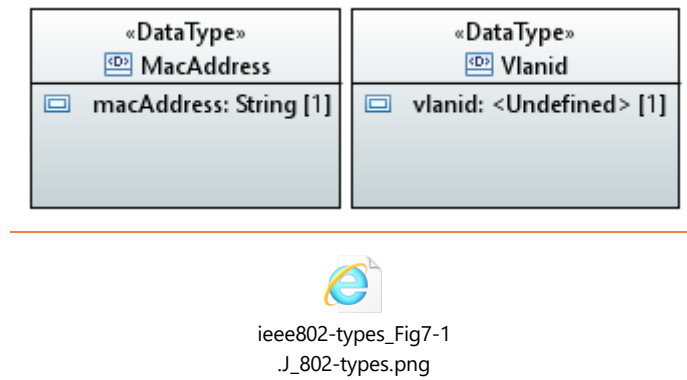 «DataType»
MacAddress
macAddress: String [1]
«DataType»
Vlanid
vlanid: <Undefined> [1]
ieee802-types_Fig7-1
.J_802-types.png